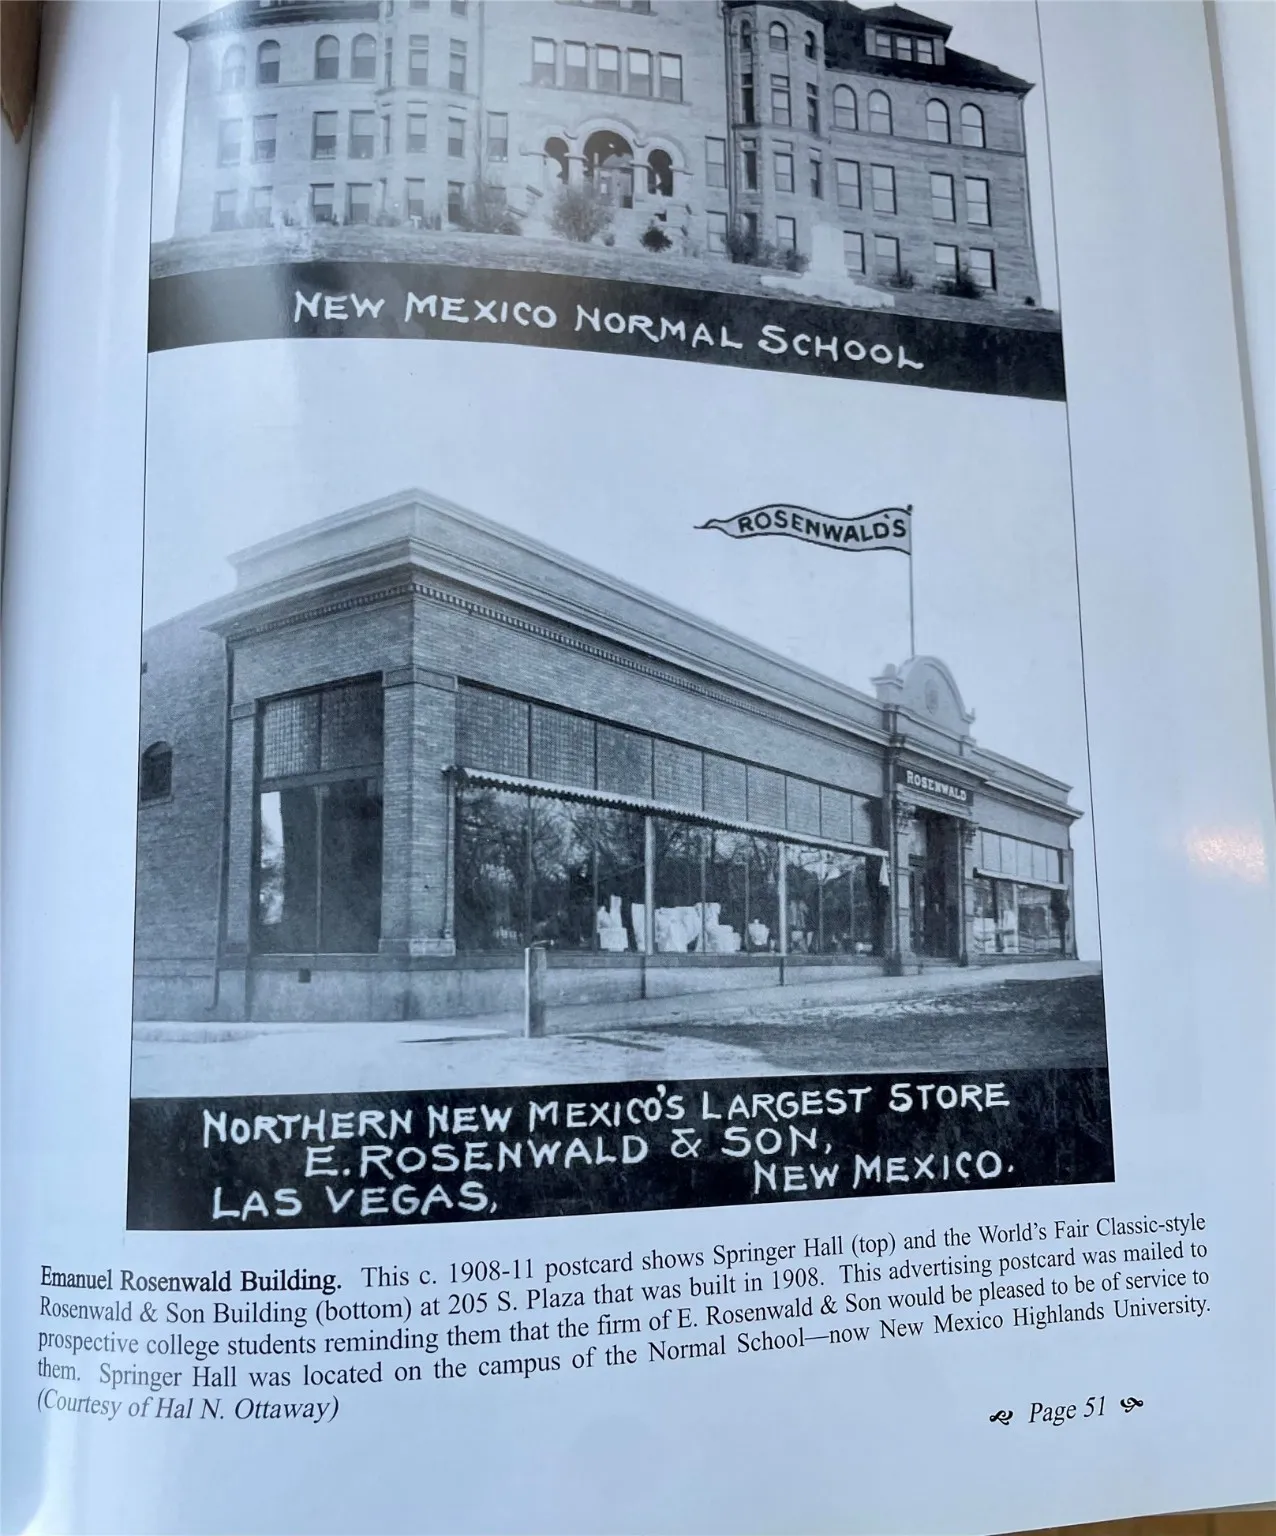 NEW MEXICO NORMAL SCHOOL
ROSENWALD'S
ROSENWALD
NORTHERN NEW MEXICO'S LARGEST STORE
E. ROSENWALD & SON,
LAS VEGAS, NEW MEXICO.
Emanuel Rosenwald Building. This c. 1908-11 postcard shows Springer Hall (top) and the World's Fair Classic-style
Rosenwald & Son Building (bottom) at 205 S. Plaza that was built in 1908. This advertising postcard was mailed to
prospective college students reminding them that the firm of E. Rosenwald & Son would be pleased to be of service to
them. Springer Hall was located on the campus of the Normal School—now New Mexico Highlands University.
(Courtesy of Hal N. Ottaway)
Page 51